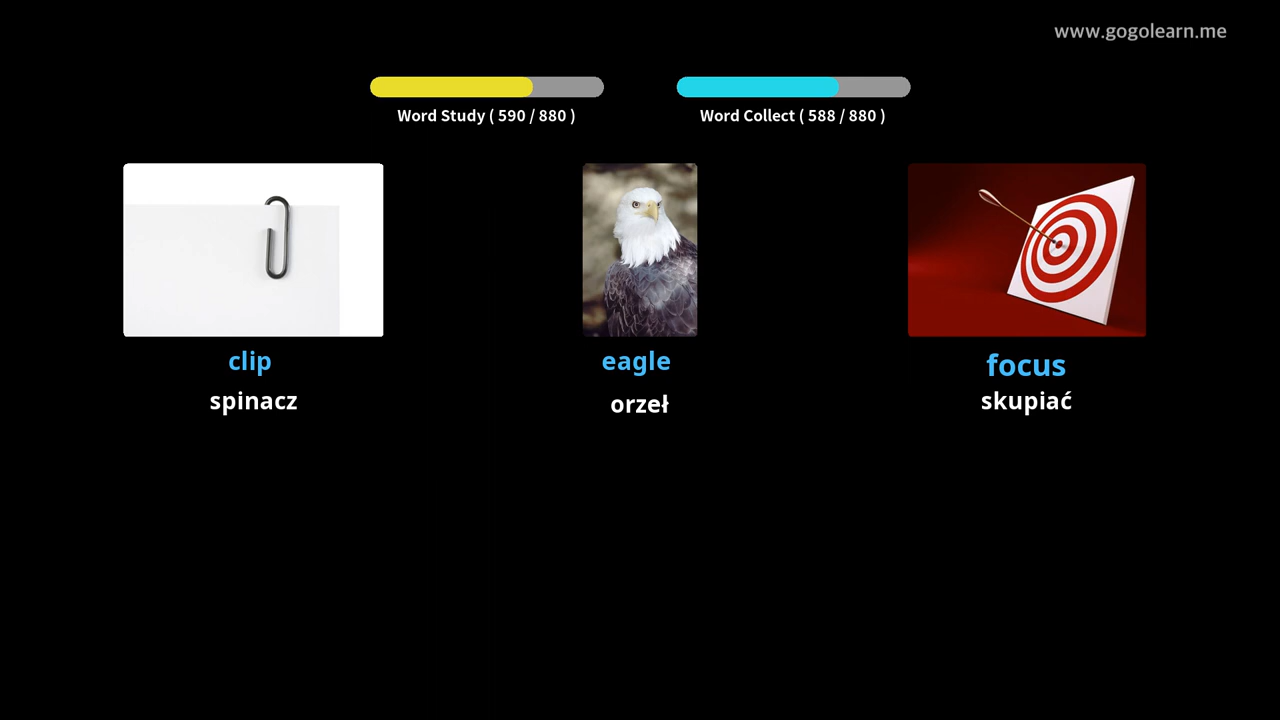 www.gogolearn.me
Word Study ( 590 / 880 )
Word Collect ( 588 / 880 )
clip
eagle
focus
spinacz
orzeł
skupiać